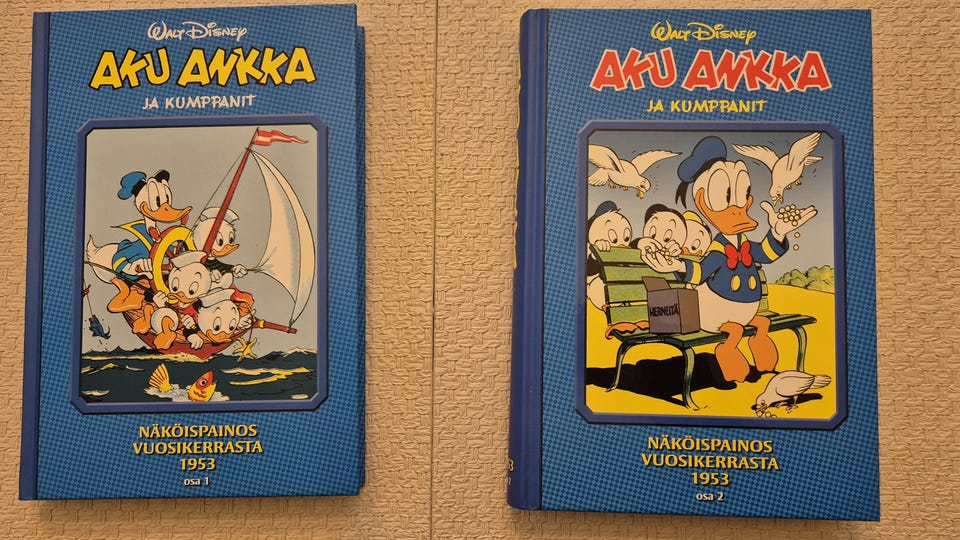 Walt Disney
AKU ANKKA
JA KUMPPANIT
NÄKÖISPAINOS
VUOSIKERRASTA
1953
osa 1
Walt Disney
AKU ANKKA
JA KUMPPANIT
HERNEITÄ
NÄKÖISPAINOS
VUOSIKERRASTA
1953
osa 2